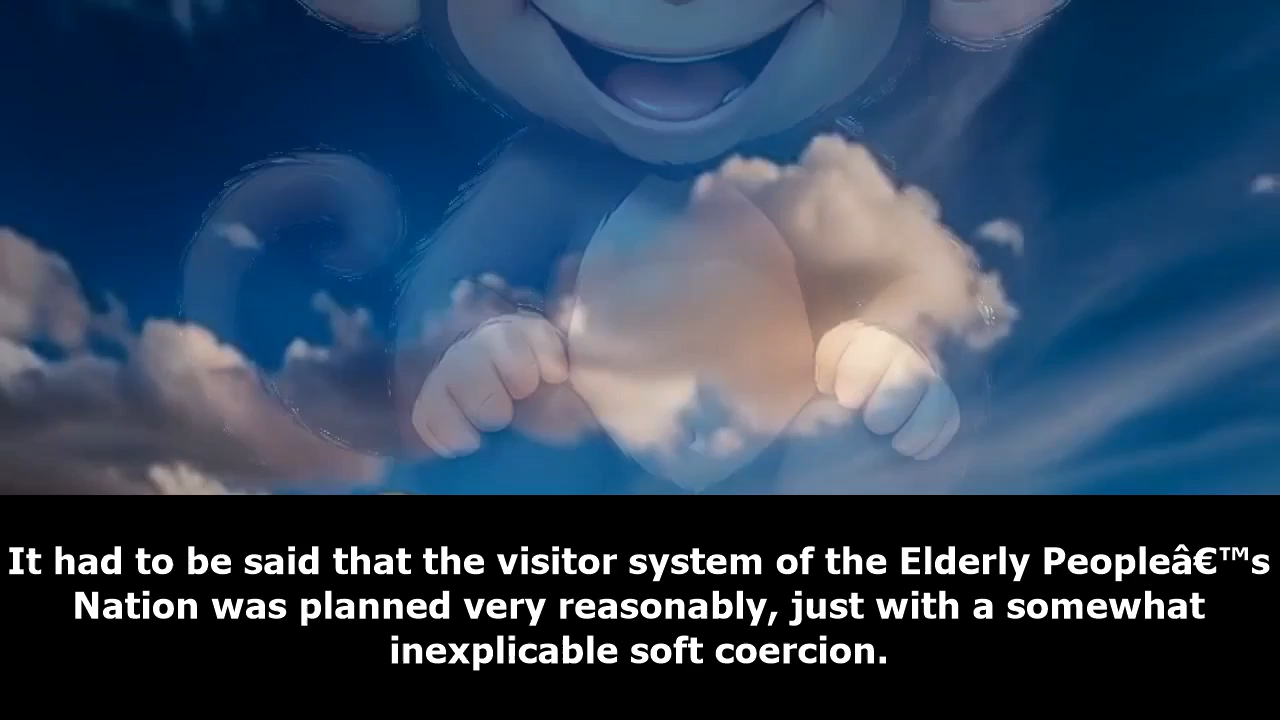 It had to be said that the visitor system of the Elderly Peopleâ€™s
Nation was planned very reasonably, just with a somewhat
inexplicable soft coercion.